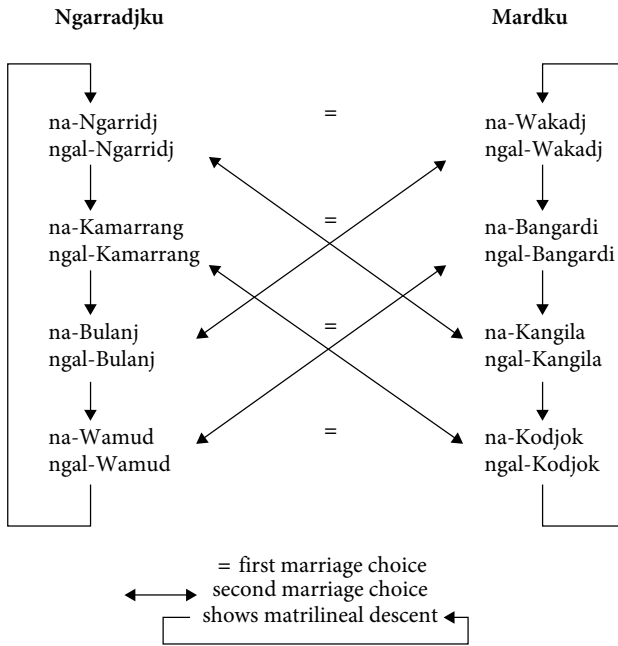 Ngarradjku Mardku
na-Ngarridj = na-Wakadj
ngal-Ngarridj ngal-Wakadj
na-Kamarrang = na-Bangardi
ngal-Kamarrang ngal-Bangardi
na-Bulanj = na-Kangila
ngal-Bulanj ngal-Kangila
na-Wamud = na-Kodjok
ngal-Wamud ngal-Kodjok
= first marriage choice
second marriage choice
shows matrilineal descent